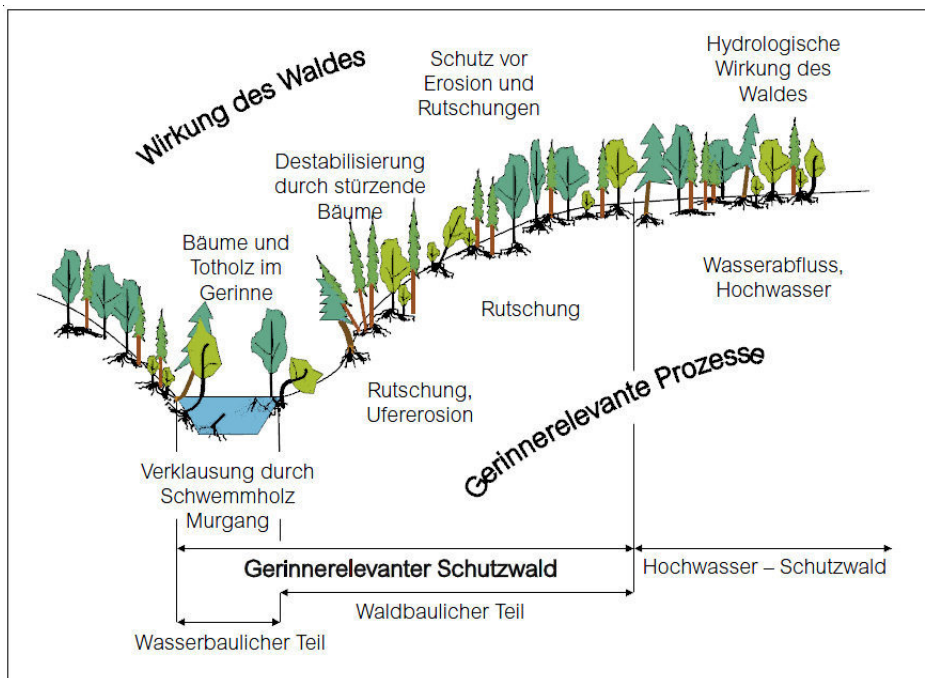 Wirkung des Waldes
Schutz vor
Erosion und
Rutschungen
Hydrologische
Wirkung des
Waldes
Destabilisierung
durch stürzende
Bäume
Bäume und
Totholz im
Gerinne
Wasserabfluss,
Hochwasser
Rutschung
Rutschung,
Ufererosion
Gerinnerelevante Prozesse
Verklausung durch
Schwemmholz
Murgang
Gerinnerelevanter Schutzwald
Hochwasser – Schutzwald
Waldbaulicher Teil
Wasserbaulicher Teil